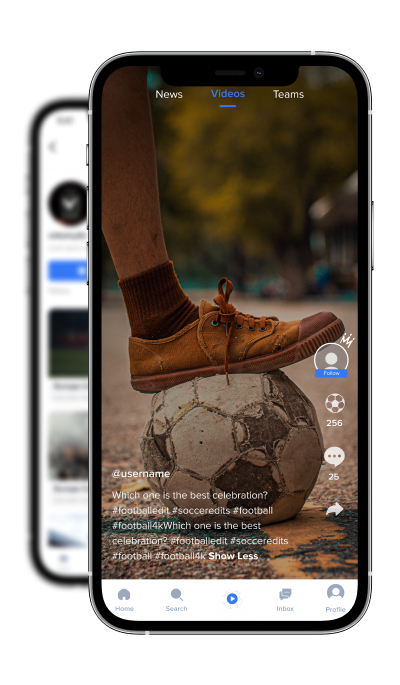 News Videos Teams
Follow
256
25
@username
Which one is the best celebration?
#footballedit #socceredits #football
#football4kWhich one is the best
celebration? #footballedit #socceredits
#football #football4k Show Less
Home Search Inbox Profile